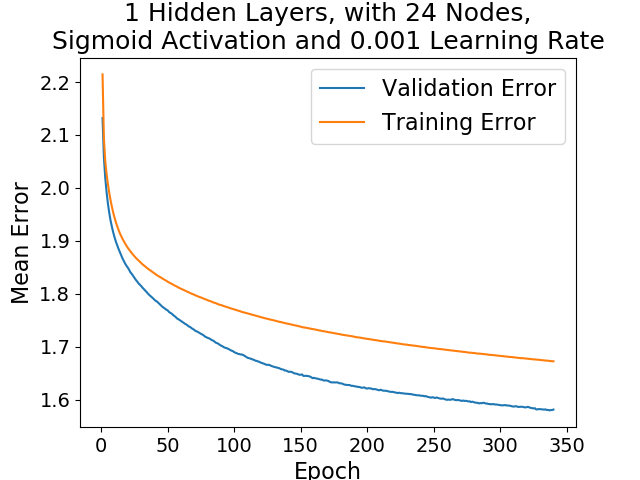 1 Hidden Layers, with 24 Nodes,
Sigmoid Activation and 0.001 Learning Rate
Validation Error
Training Error
Mean Error
2.2
2.1
2.0
1.9
1.8
1.7
1.6
0 50 100 150 200 250 300 350
Epoch